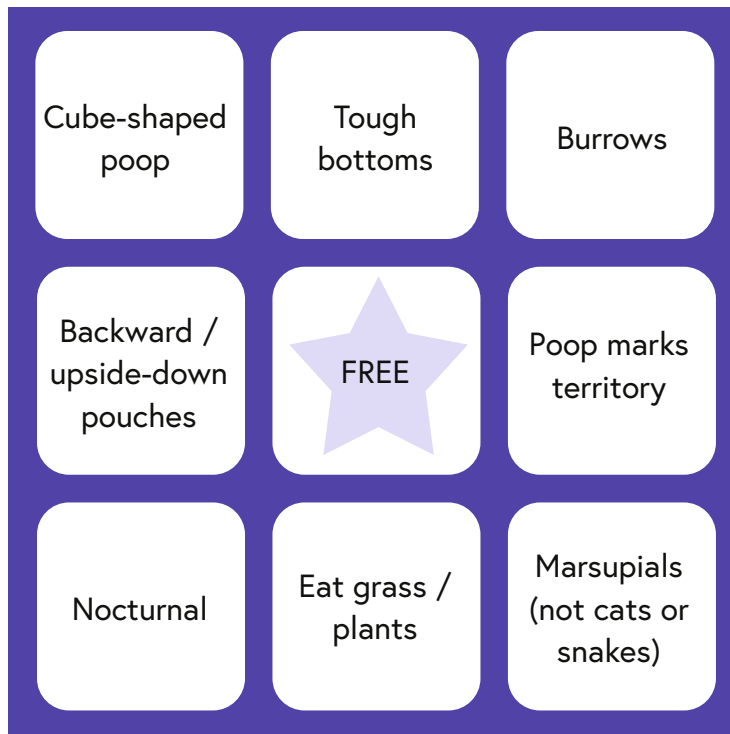 Cube-shaped
poop
Tough
bottoms
Burrows
Backward /
upside-down
pouches
FREE
Poop marks
territory
Nocturnal
Eat grass /
plants
Marsupials
(not cats or
snakes)